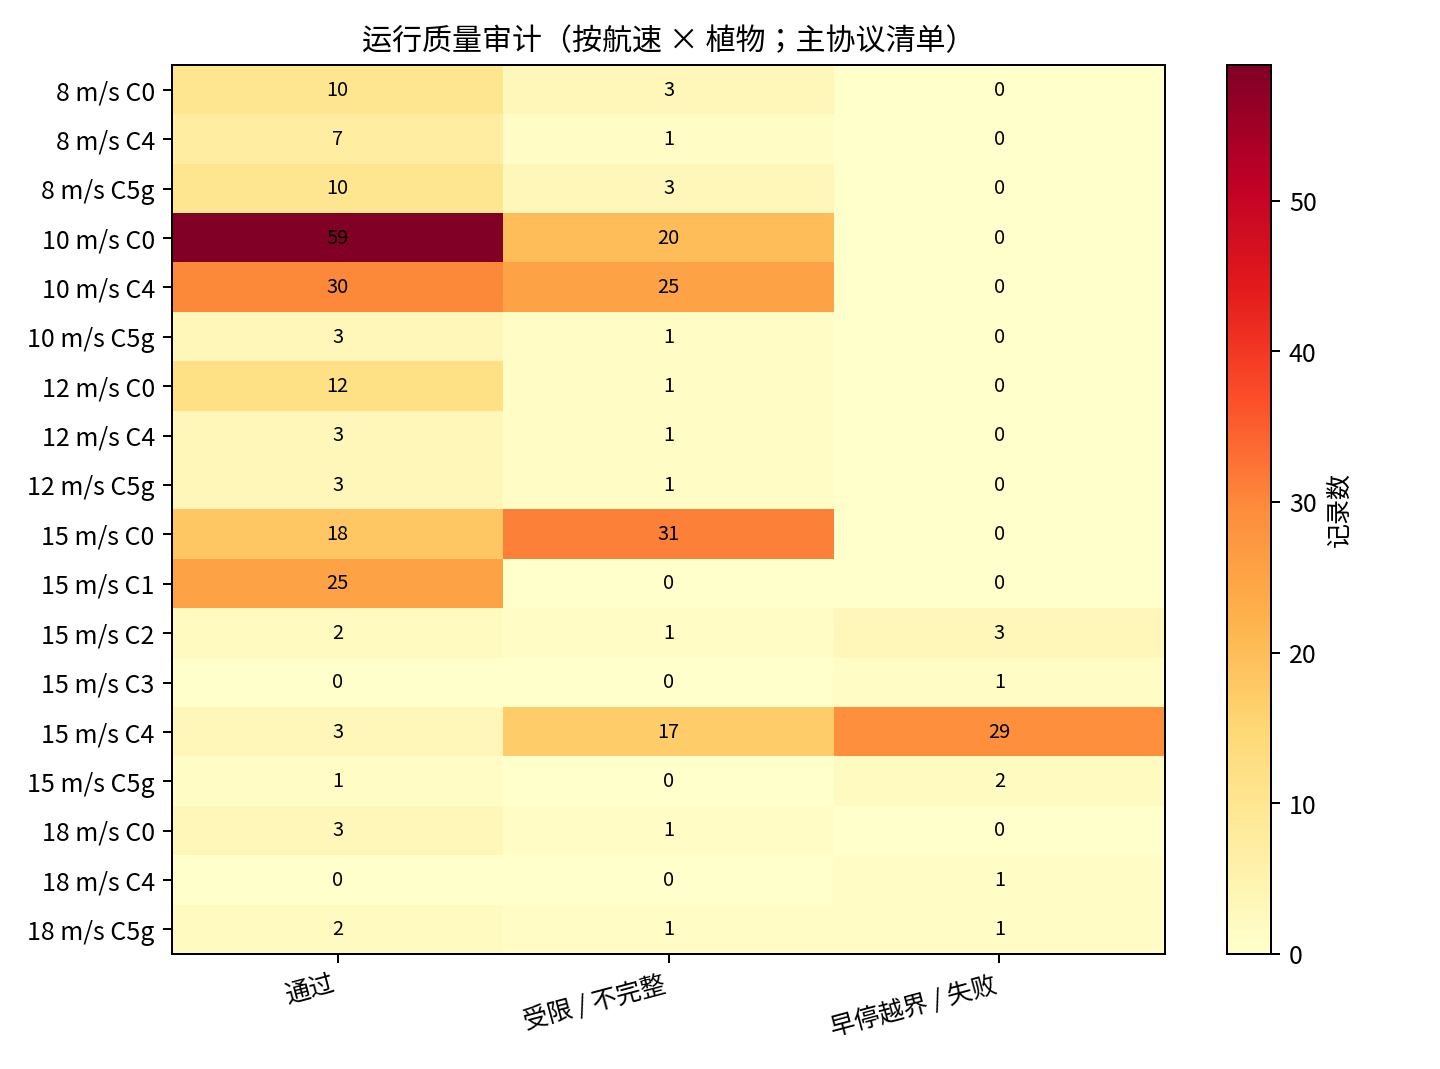 运行质量审计（按航速 × 植物；主协议清单）
8 m/s C0 10 3 0
8 m/s C4 7 1 0
8 m/s C5g 10 3 0
10 m/s C0 59 20 0
10 m/s C4 30 25 0
10 m/s C5g 3 1 0
12 m/s C0 12 1 0
12 m/s C4 3 1 0
12 m/s C5g 3 1 0
15 m/s C0 18 31 0
15 m/s C1 25 0 0
15 m/s C2 2 1 3
15 m/s C3 0 0 1
15 m/s C4 3 17 29
15 m/s C5g 1 0 2
18 m/s C0 3 1 0
18 m/s C4 0 0 1
18 m/s C5g 2 1 1
通过 受限 / 不完整 早停越界 / 失败
50
40
30
20
10
0
记录数